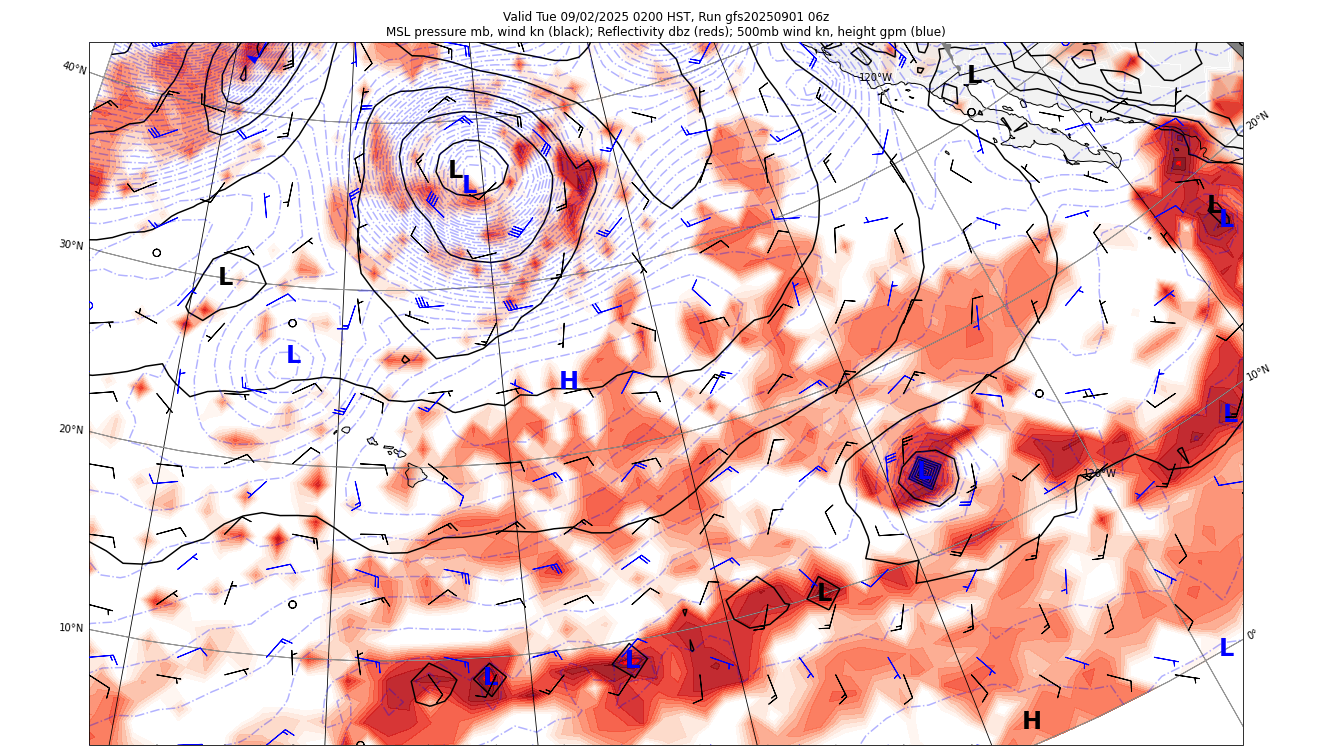 Valid Tue 09/02/2025 0200 HST, Run gfs20250901 06z
MSL pressure mb, wind kn (black); Reflectivity dbz (reds); 500mb wind kn, height gpm (blue)
40°N
120°W
L
20°N
L
L
L
L
30°N
L
L
H
10°N
L
20°N
120°W
L
10°N
0°
L
L
L
H